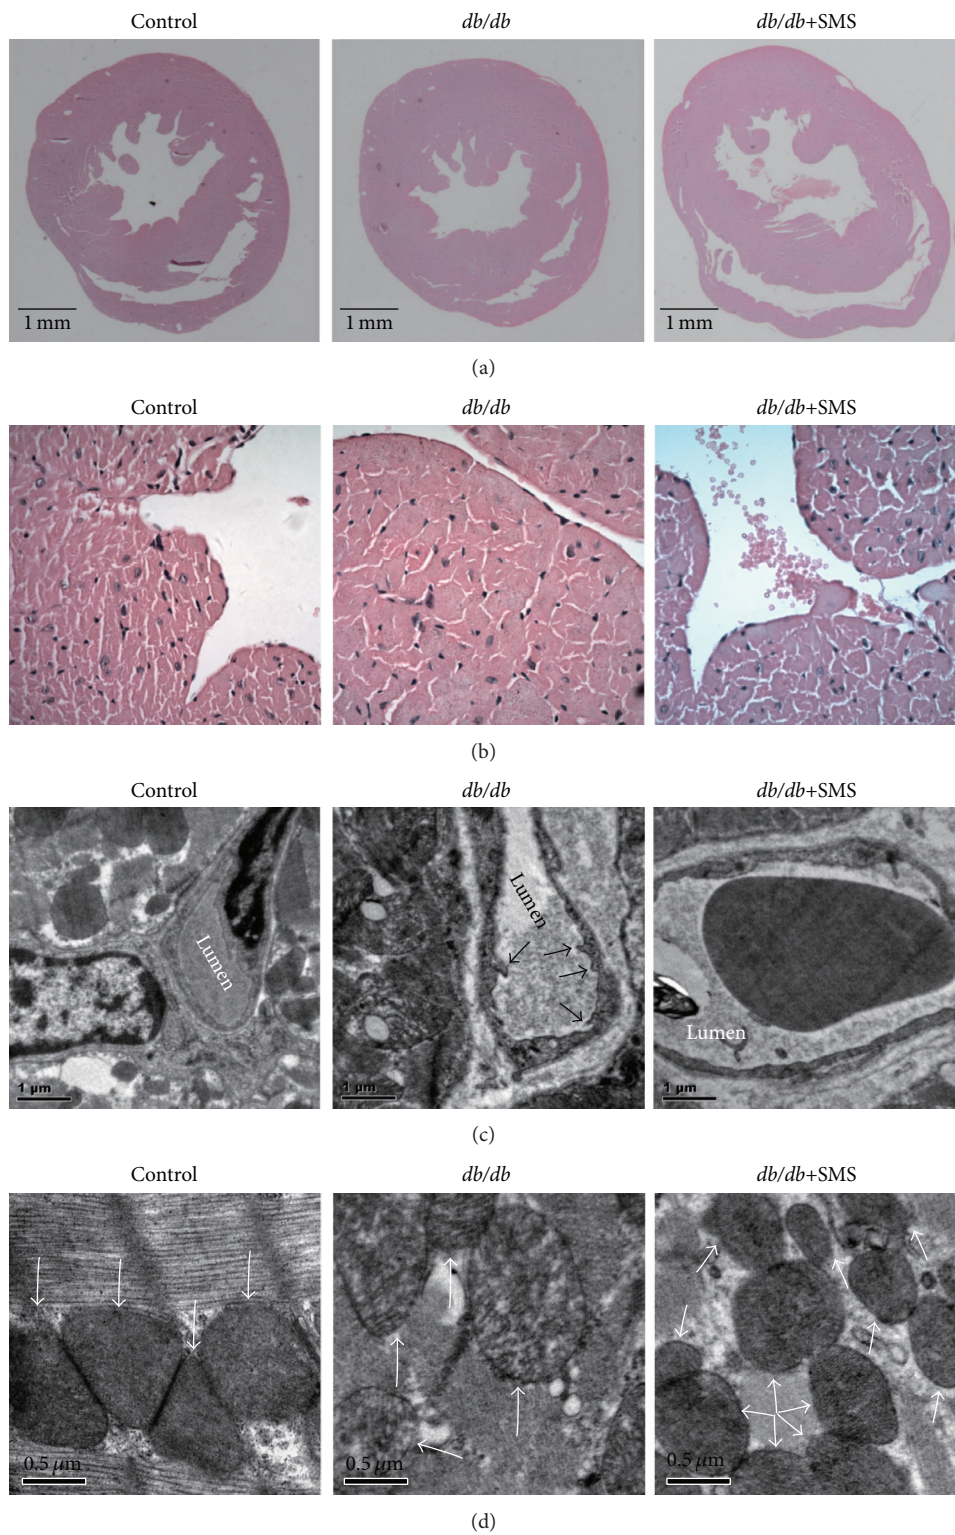 Control db/db db/db+SMS
1 mm 1 mm 1 mm
(a)
Control db/db db/db+SMS
(b)
Control db/db db/db+SMS
Lumen Lumen Lumen
1 μm 1 μm 1 μm
(c)
Control db/db db/db+SMS
0.5 μm 0.5 μm 0.5 μm
(d)